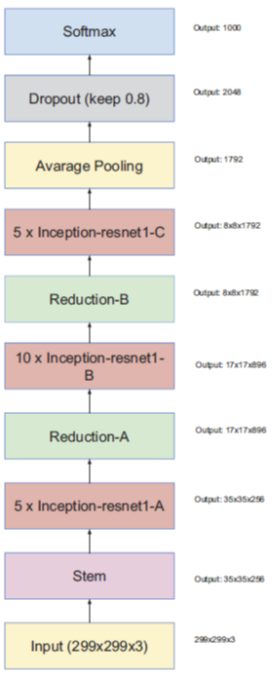 Softmax
Output: 1000
Dropout (keep 0.8)
Output: 2048
Avarage Pooling
Output: 1792
5 x Inception-resnet1-C
Output: 8x8x1792
Reduction-B
Output: 8x8x1792
10 x Inception-resnet1-
B
Output: 17x17x896
Reduction-A
Output: 17x17x896
5 x Inception-resnet1-A
Output: 35x35x256
Stem
Output: 35x35x256
Input (299x299x3)
299x299x3